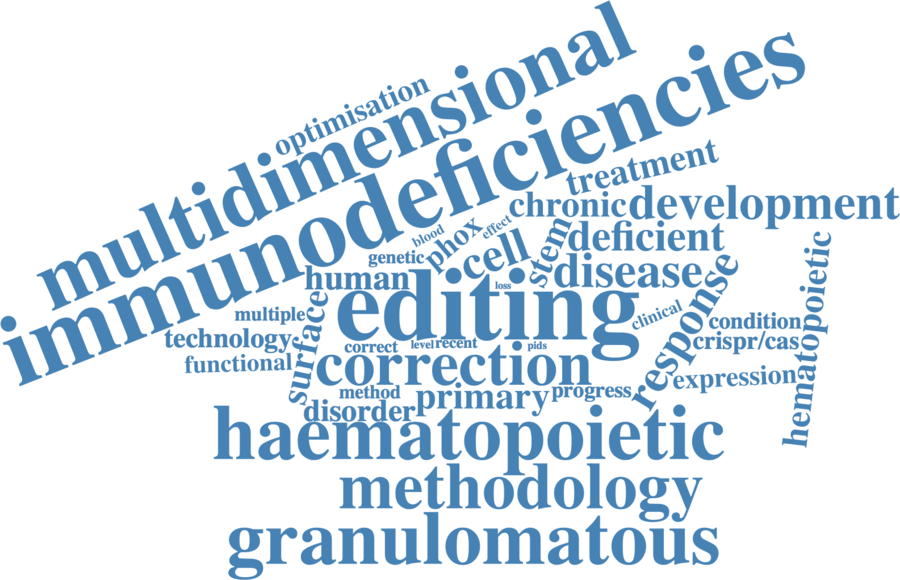 optimisation
multidimensional
immunodeficiencies
treatment
chronic
development
blood
phox
effect
stem
deficient
genetic
cell
human
loss
disease
hematopoietic
editing
response
multiple
surface
clinical
condition
technology
correct
level
recent
pids
crispr/cas
functional
correction
expression
method
primary
progress
disorder
haematopoietic
methodology
granulomatous